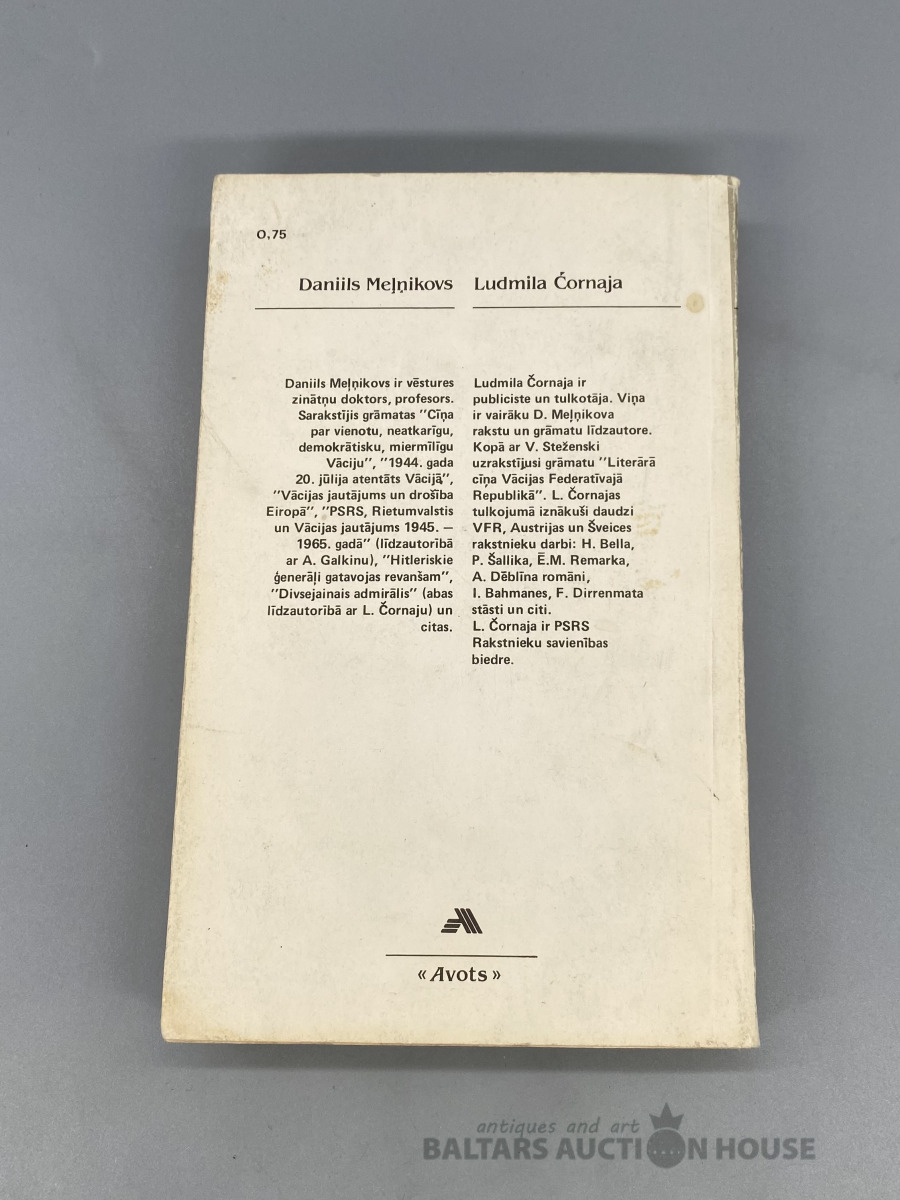 0,75
Daniils Meļņikovs
Daniils Meļņikovs ir vēstures
zinātņu doktors, profesors.
Sarakstījis grāmatas "Cīņa
par vienotu, neatkarīgu,
demokrātisku, miermīlīgu
Vāciju", "1944. gada
20. jūlija atentāts Vācijā",
"Vācijas jautājums un drošība
Eiropā", "PSRS, Rietumvalstis
un Vācijas jautājums 1945. —
1965. gadā" (līdzautorībā
ar A. Galkinu), "Hitleriskie
ģenerāļi gatavojas revanšam",
"Divsejainais admirālis" (abas
līdzautorībā ar L. Čornaju) un
citas.
Ludmila Čornaja
Ludmila Čornaja ir
publiciste un tulkotāja. Viņa
ir vairāku D. Meļņikova
rakstu un grāmatu līdzautore.
Kopā ar V. Steženski
uzrakstījusi grāmatu "Literārā
cīņa Vācijas Federatīvajā
Republikā". L. Čornajas
tulkojumā iznākuši daudzi
VFR, Austrijas un Šveices
rakstnieku darbi: H. Bella,
P. Šallika, Ē.M. Remarka,
A. Dēblīna romāni,
I. Bahmanes, F. Dirrenmata
stāsti un citi.
L. Čornaja ir PSRS
Rakstnieku savienības
biedre.
«Avots»
antiques and art
BALTARS AUCTION HOUSE